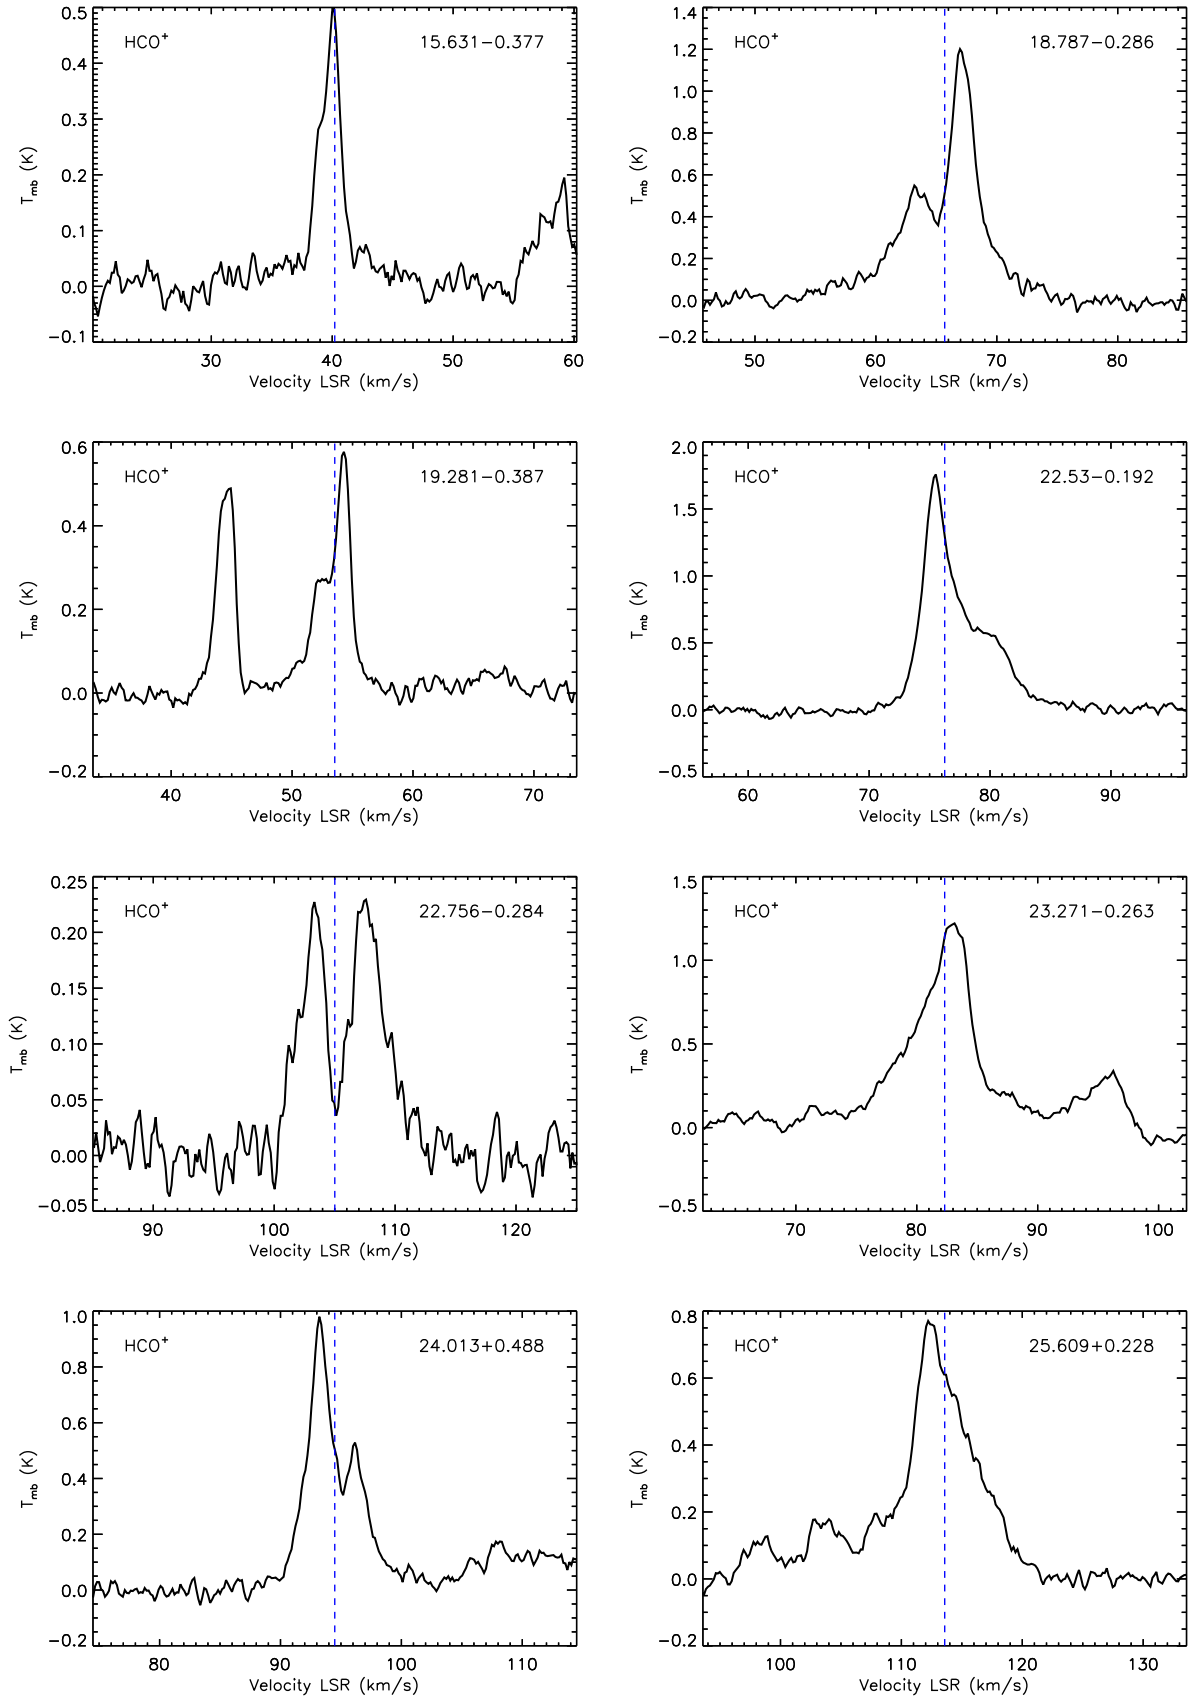 HCO+ 15.631−0.377
0.5
0.4
0.3
0.2
0.1
0.0
−0.1
Tmb (K)
30 40 50 60
Velocity LSR (km/s)
HCO+ 18.787−0.286
1.4
1.2
1.0
0.8
0.6
0.4
0.2
0.0
−0.2
Tmb (K)
50 60 70 80
Velocity LSR (km/s)
HCO+ 19.281−0.387
0.6
0.4
0.2
0.0
−0.2
Tmb (K)
40 50 60 70
Velocity LSR (km/s)
HCO+ 22.53−0.192
2.0
1.5
1.0
0.5
0.0
−0.5
Tmb (K)
60 70 80 90
Velocity LSR (km/s)
HCO+ 22.756−0.284
0.25
0.20
0.15
0.10
0.05
0.00
−0.05
Tmb (K)
90 100 110 120
Velocity LSR (km/s)
HCO+ 23.271−0.263
1.5
1.0
0.5
0.0
−0.5
Tmb (K)
70 80 90 100
Velocity LSR (km/s)
HCO+ 24.013+0.488
1.0
0.8
0.6
0.4
0.2
0.0
−0.2
Tmb (K)
80 90 100 110
Velocity LSR (km/s)
HCO+ 25.609+0.228
0.8
0.6
0.4
0.2
0.0
−0.2
Tmb (K)
100 110 120 130
Velocity LSR (km/s)